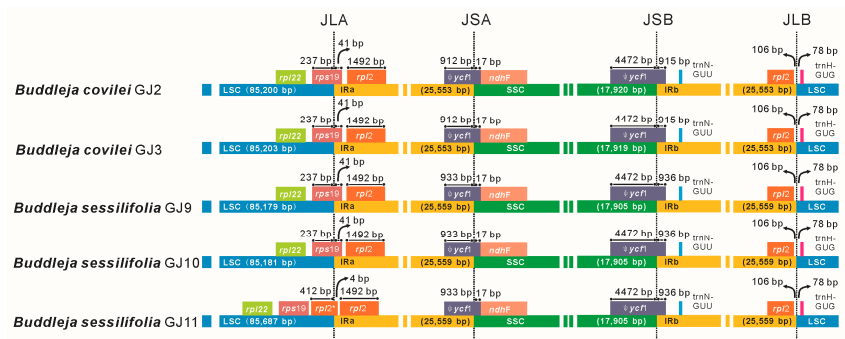 JLA JSA JSB JLB
41 bp
237 bp 1492 bp 912 bp 17 bp 4472 bp 915 bp trnN-GUU 106 bp 78 bp trnH-GUG
rpl22 rps19 rpl2 ψycf1 ndhF ψycf1 rpl2
Buddleja covilei GJ2 LSC (85,200 bp) IRa (25,553 bp) SSC (17,920 bp) IRb (25,553 bp) LSC
41 bp
237 bp 1492 bp 912 bp 17 bp 4472 bp 915 bp trnN-GUU 106 bp 78 bp trnH-GUG
rpl22 rps19 rpl2 ψycf1 ndhF ψycf1 rpl2
Buddleja covilei GJ3 LSC (85,203 bp) IRa (25,553 bp) SSC (17,919 bp) IRb (25,553 bp) LSC
41 bp
237 bp 1492 bp 933 bp 17 bp 4472 bp 936 bp trnN-GUU 106 bp 78 bp trnH-GUG
rpl22 rps19 rpl2 ψycf1 ndhF ψycf1 rpl2
Buddleja sessilifolia GJ9 LSC (85,179 bp) IRa (25,559 bp) SSC (17,905 bp) IRb (25,559 bp) LSC
41 bp
237 bp 1492 bp 933 bp 17 bp 4472 bp 936 bp trnN-GUU 106 bp 78 bp trnH-GUG
rpl22 rps19 rpl2 ψycf1 ndhF ψycf1 rpl2
Buddleja sessilifolia GJ10 LSC (85,181 bp) IRa (25,559 bp) SSC (17,905 bp) IRb (25,559 bp) LSC
4 bp
412 bp 1492 bp 933 bp 17 bp 4472 bp 936 bp trnN-GUU 106 bp 78 bp trnH-GUG
rpl22 rps19 rpl2* rpl2 ψycf1 ndhF ψycf1 rpl2
Buddleja sessilifolia GJ11 LSC (85,687 bp) IRa (25,559 bp) SSC (17,905 bp) IRb (25,559 bp) LSC